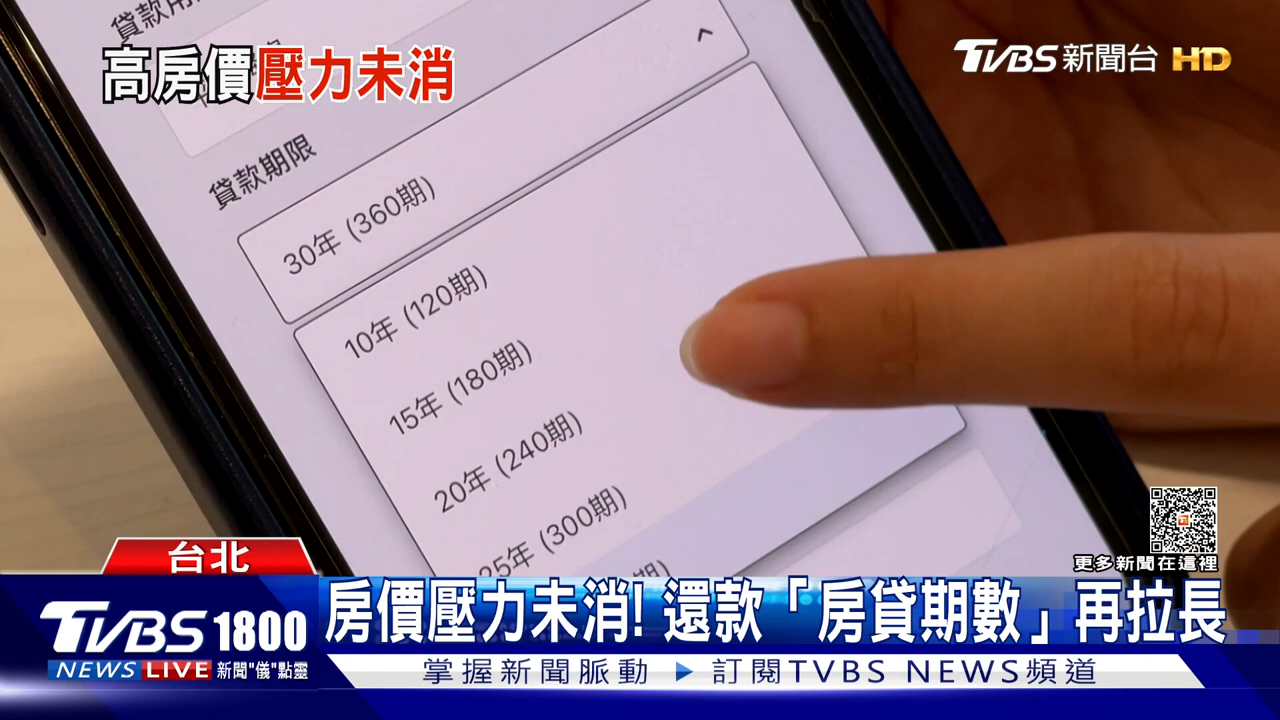 高房價壓力未消
TVBS新聞台 HD
貸款期限
30年 (360期)
10年 (120期)
15年 (180期)
20年 (240期)
25年 (300期)
更多新聞在這裡
台北
房價壓力未消! 還款「房貸期數」再拉長
TVBS 1800
NEWS LIVE 新聞"儀"點靈
掌握新聞脈動 ▶ 訂閱TVBS NEWS頻道